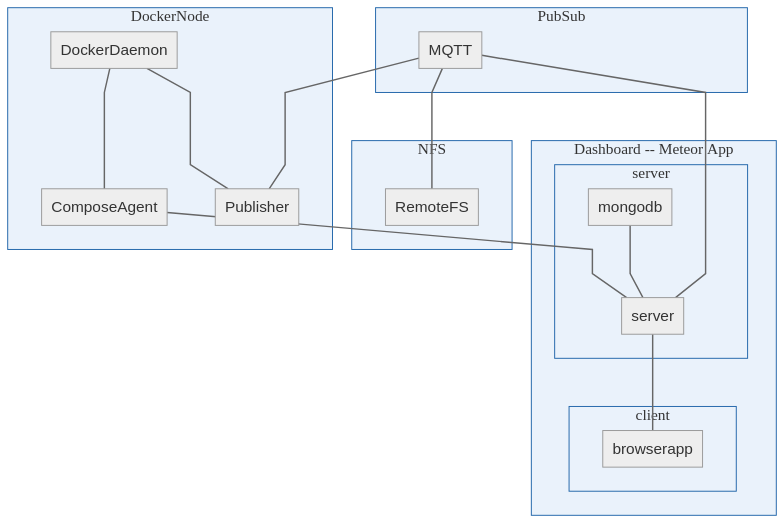 DockerNode
DockerDaemon
ComposeAgent
Publisher
PubSub
MQTT
NFS
RemoteFS
Dashboard -- Meteor App
server
mongodb
server
client
browserapp